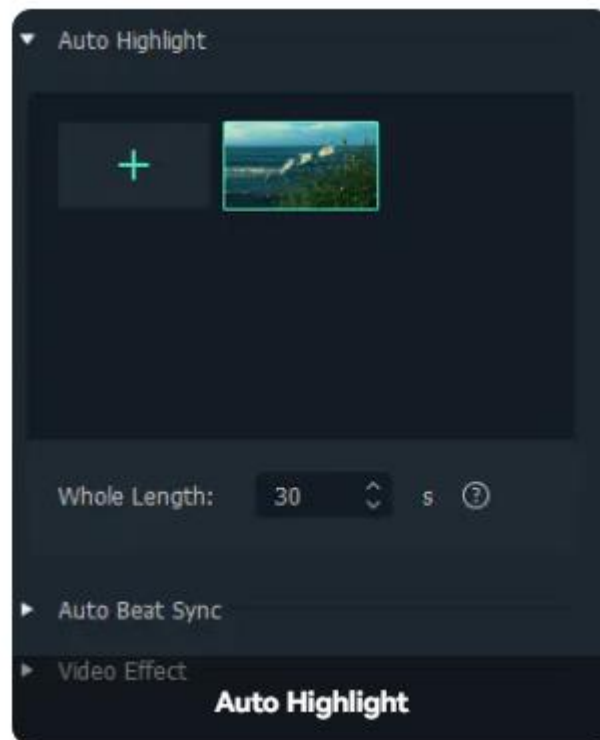 Auto Highlight
Whole Length: 30 s ?
Auto Beat Sync
Video Effect
Auto Highlight